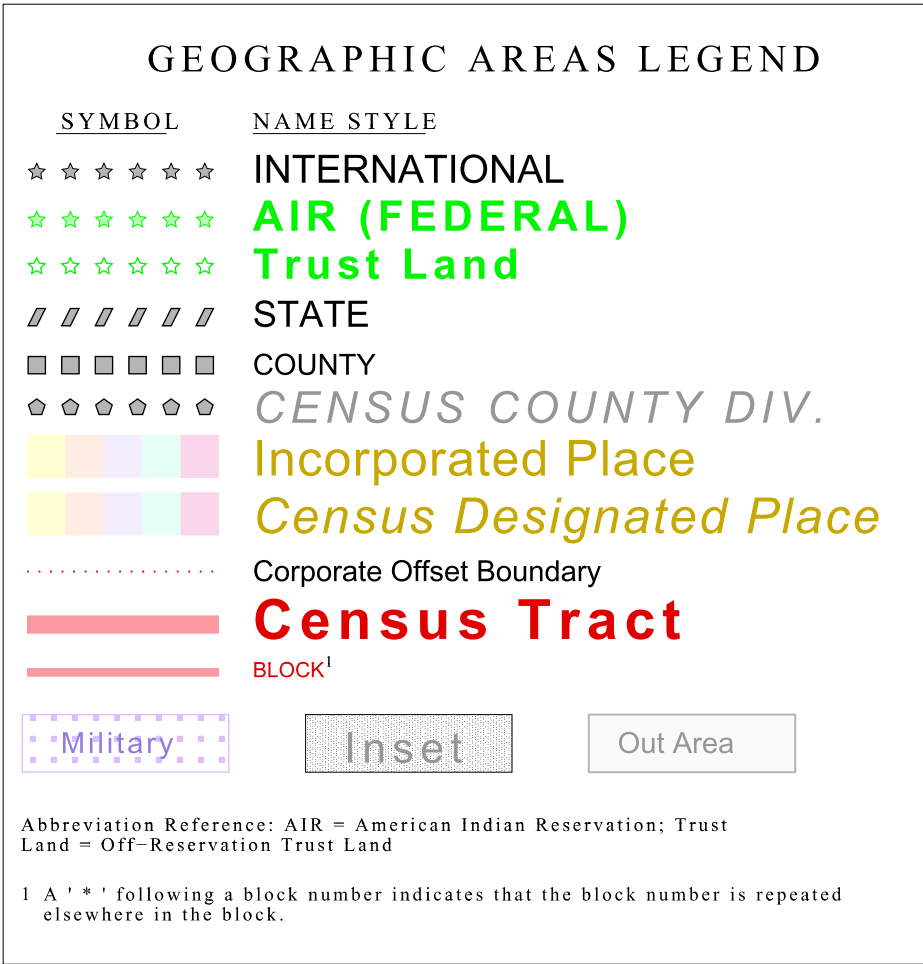 GEOGRAPHIC AREAS LEGEND
SYMBOL NAME STYLE
INTERNATIONAL
AIR (FEDERAL)
Trust Land
STATE
COUNTY
CENSUS COUNTY DIV.
Incorporated Place
Census Designated Place
Corporate Offset Boundary
Census Tract
BLOCK¹
Military Inset Out Area
Abbreviation Reference: AIR = American Indian Reservation; Trust
Land = Off−Reservation Trust Land
1 A ' * ' following a block number indicates that the block number is repeated
elsewhere in the block.